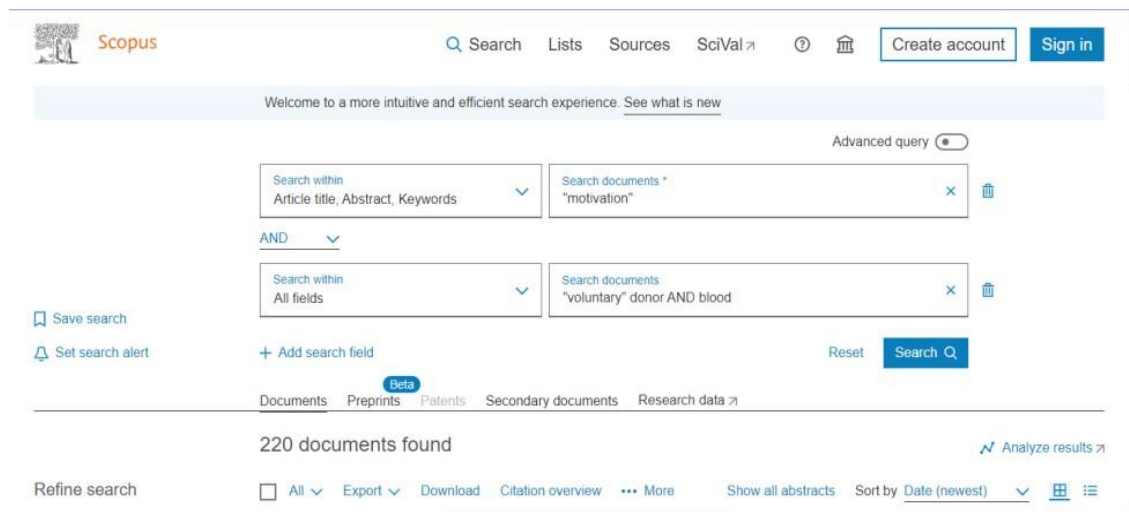 Scopus
Search Lists Sources SciVal Create account Sign in
Welcome to a more intuitive and efficient search experience. See what is new
Advanced query
Search within
Article title, Abstract, Keywords
Search documents *
"motivation"
AND
Search within
All fields
Search documents
"voluntary" donor AND blood
Save search
Set search alert
+ Add search field Reset Search
Beta
Documents Preprints Patents Secondary documents Research data
220 documents found
Analyze results
Refine search
All Export Download Citation overview ••• More Show all abstracts Sort by Date (newest)